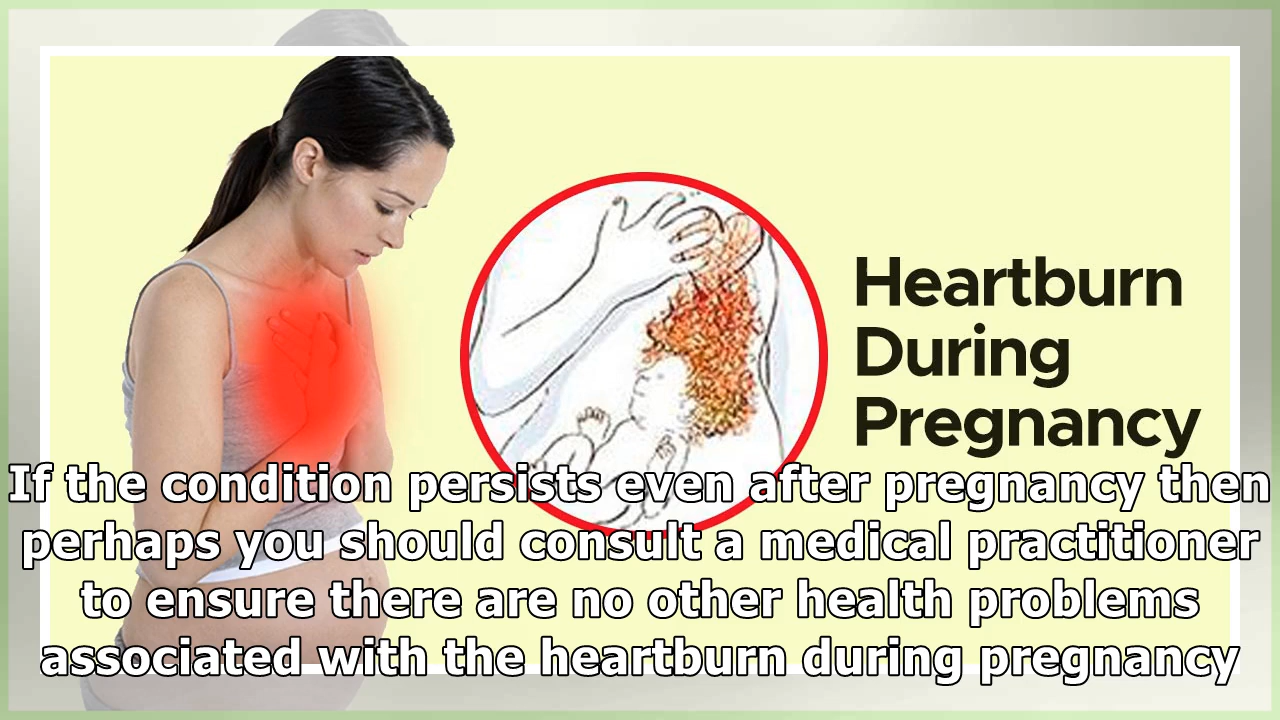 Heartburn
During
Pregnancy
If the condition persists even after pregnancy then
perhaps you should consult a medical practitioner
to ensure there are no other health problems
associated with the heartburn during pregnancy